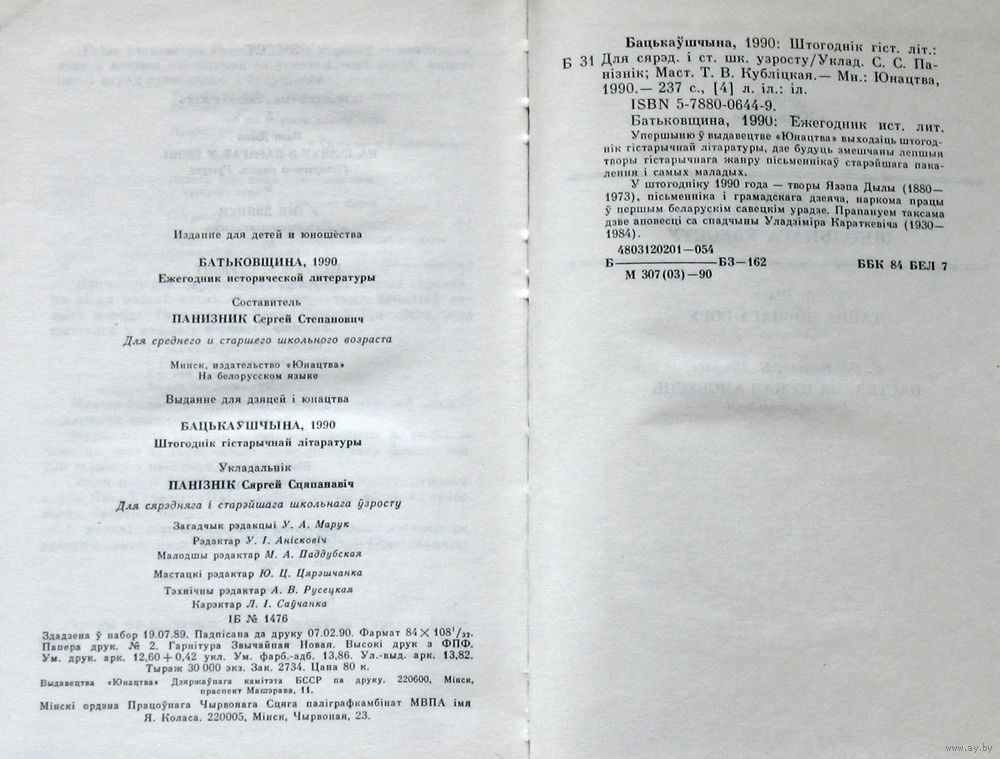 Издание для детей и юношества
БАТЬКОВЩИНА, 1990
Ежегодник исторической литературы
Составитель
ПАНИЗНИК Сергей Степанович
Для среднего и старшего школьного возраста
Минск, издательство «Юнацтва»
На белорусском языке
Выданне для дзяцей і юнацтва
БАЦЬКАЎШЧЫНА, 1990
Штогоднік гістарычнай літаратуры
Укладальнік
ПАНІЗНІК Сяргей Сцяпанавіч
Для сярэдняга і старэйшага школьнага ўзросту
Загадчык рэдакцыі У. А. Марук
Рэдактар У. І. Анісковіч
Малодшы рэдактар М. А. Паддубская
Мастацкі рэдактар Ю. Ц. Цярэшчанка
Тэхнічны рэдактар А. В. Русецкая
Карэктар Л. І. Саўчанка
ІБ № 1476
Здадзена ў набор 19.07.89. Падпісана да друку 07.02.90. Фармат 84×108¹/₃₂.
Папера друк. № 2. Гарнітура Звычайная Новая. Высокі друк з ФПФ.
Ум. друк. арк. 12,60+0,42 укл. Ум. фарб.-адб. 13,86. Ул.-выд. арк. 13,82.
Тыраж 30 000 экз. Зак. 2734. Цана 80 к.
Выдавецтва «Юнацтва» Дзяржаўнага камітэта БССР па друку. 220600, Мінск,
праспект Машэрава, 11.
Мінскі ордэна Працоўнага Чырвонага Сцяга паліграфкамбінат МВПА імя
Я. Коласа. 220005, Мінск, Чырвоная, 23.
Бацькаўшчына, 1990: Штогоднік гіст. літ.:
Б 31 Для сярэд. і ст. шк. узросту/Уклад. С. С. Па-
нізнік; Маст. Т. В. Кубліцкая.— Мн.: Юнацтва,
1990.— 237 с., [4] л. іл.: іл.
ISBN 5-7880-0644-9.
Батьковщина, 1990: Ежегодник ист. лит.
Упершыню ў выдавецтве «Юнацтва» выходзіць штогод-
нік гістарычнай літаратуры, дзе будуць змешчаны лепшыя
творы гістарычнага жанру пісьменнікаў старэйшага пака-
лення і самых маладых.
У штогодніку 1990 года — творы Язэпа Дылы (1880—
1973), пісьменніка і грамадскага дзеяча, наркома працы
ў першым беларускім савецкім урадзе. Прапануем таксама
дзве аповесці са спадчыны Уладзіміра Караткевіча (1930—
1984).
4803120201—054
Б————БЗ—162 ББК 84 БЕЛ 7
М 307(03)—90
www.ay.by